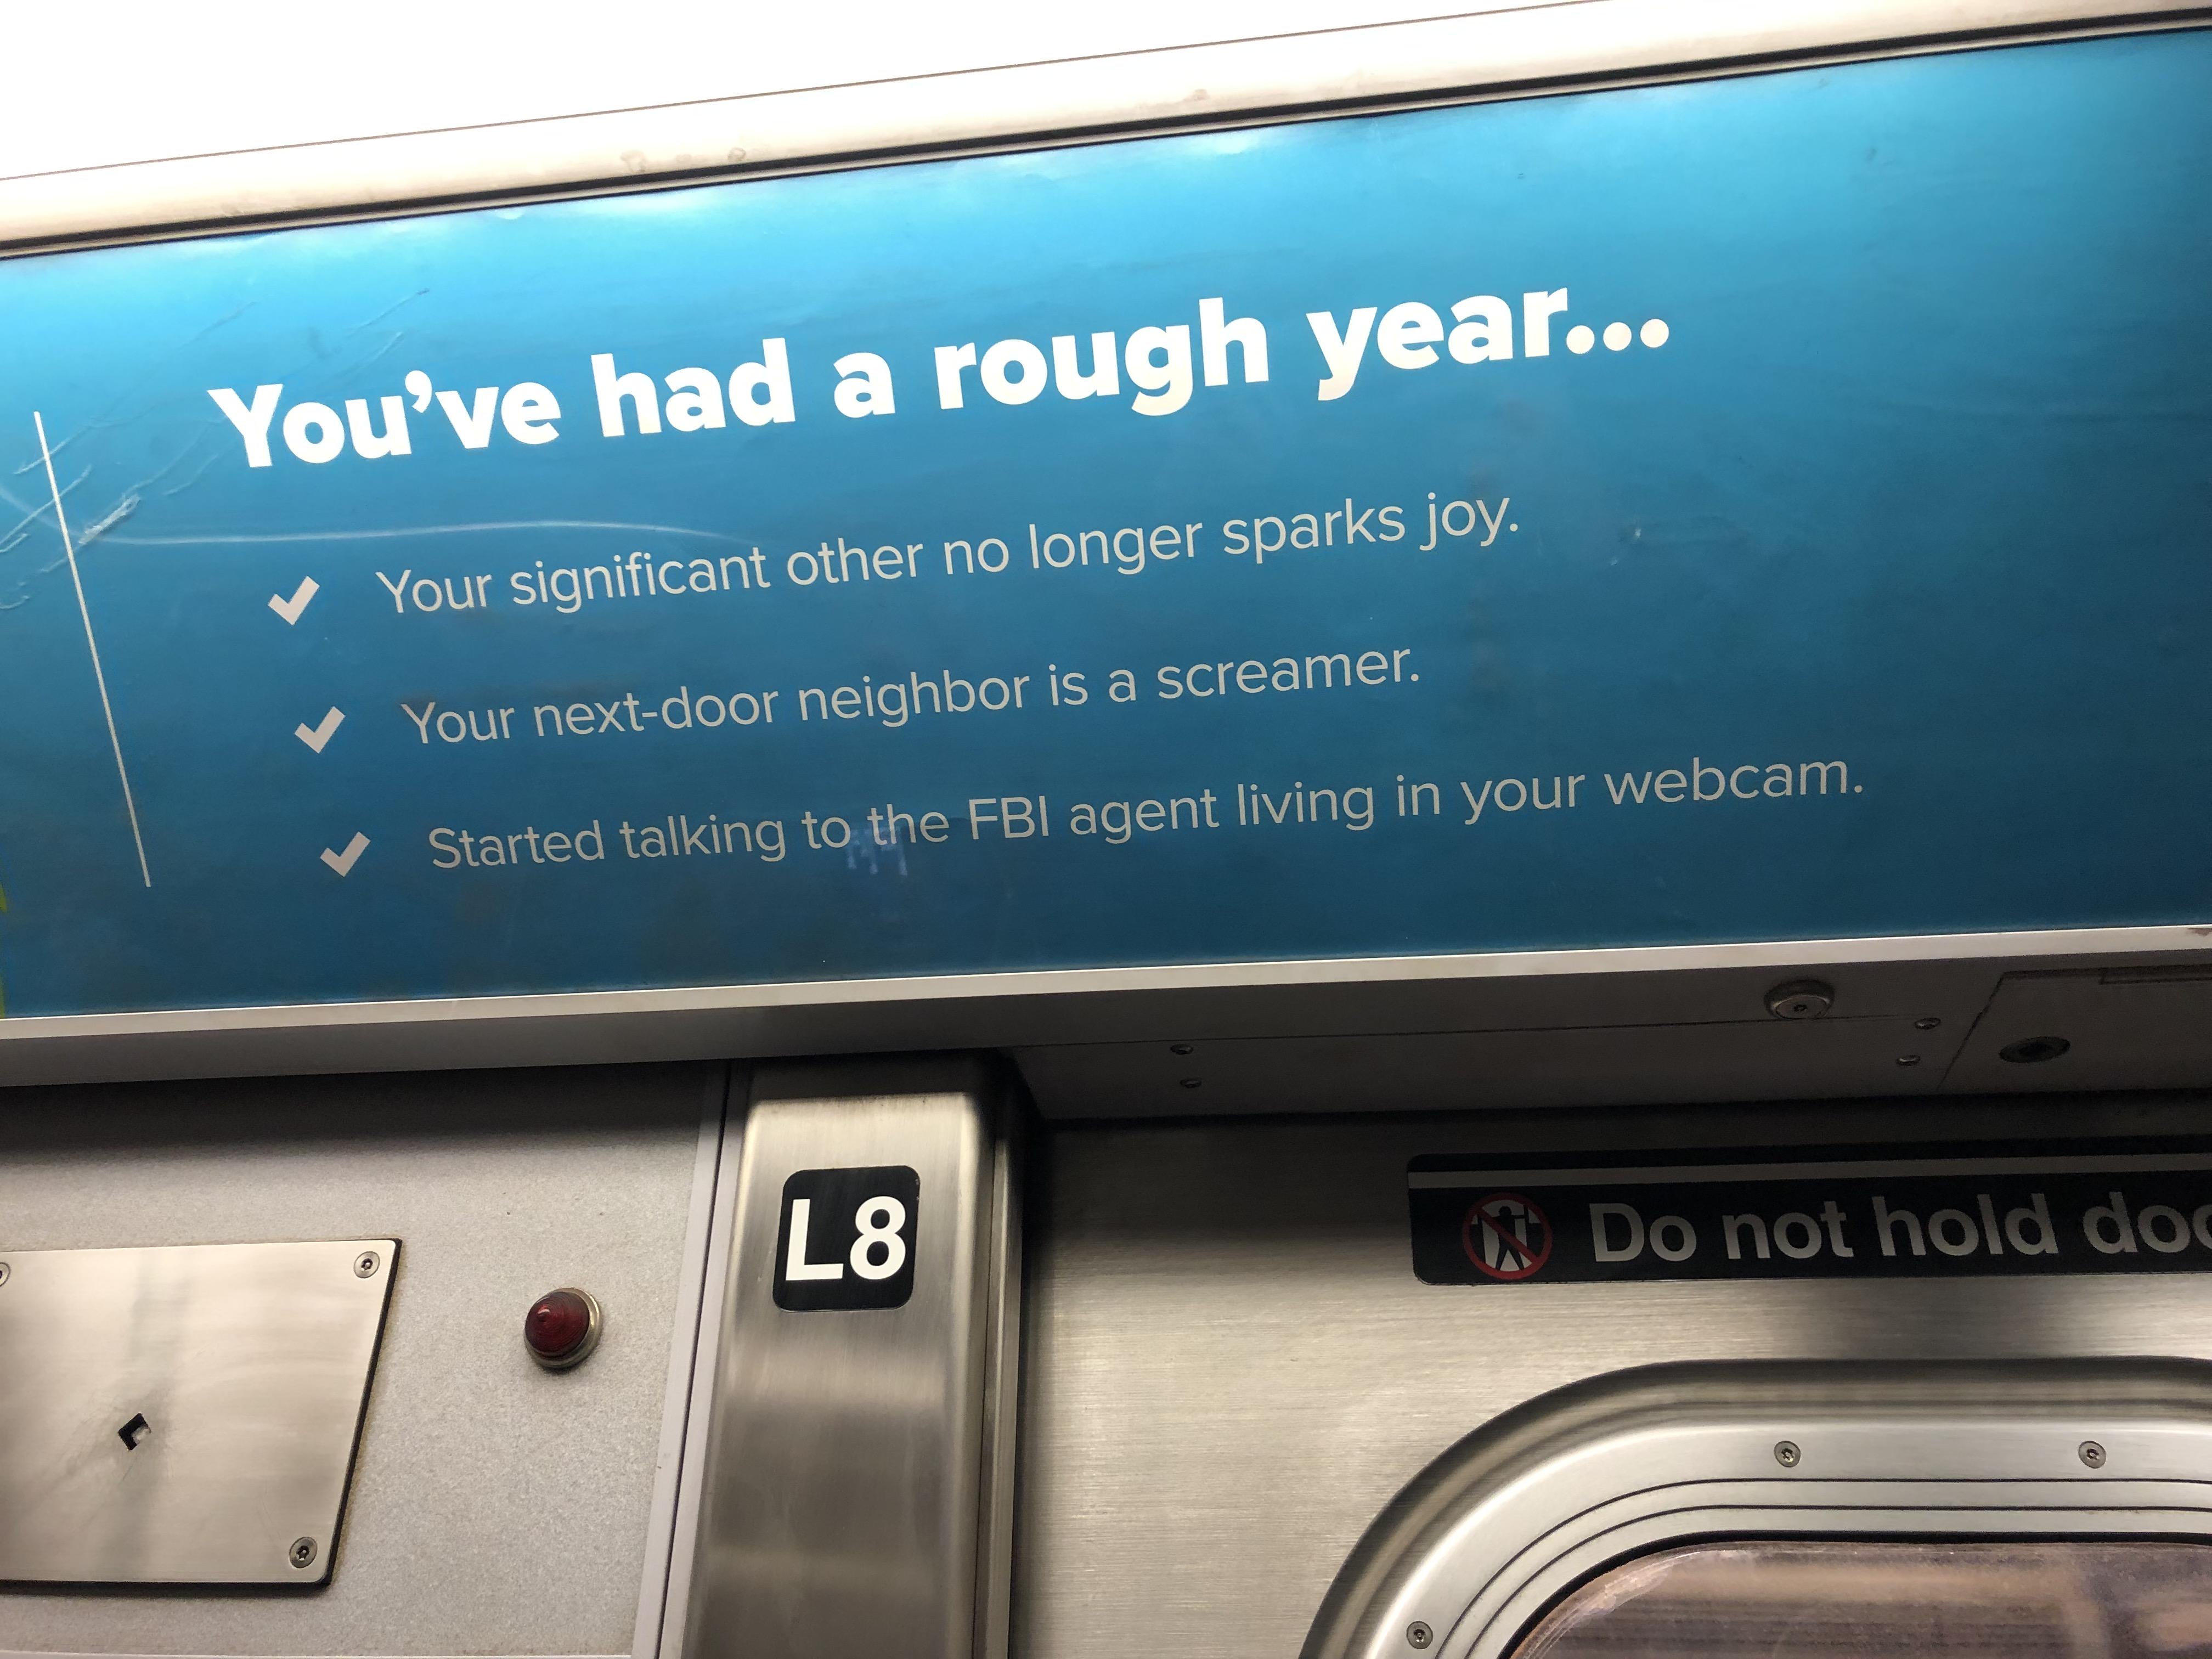 You've had a rough year...
✓ Your significant other no longer sparks joy.
✓ Your next-door neighbor is a screamer.
✓ Started talking to the FBI agent living in your webcam.
L8
Do not hold